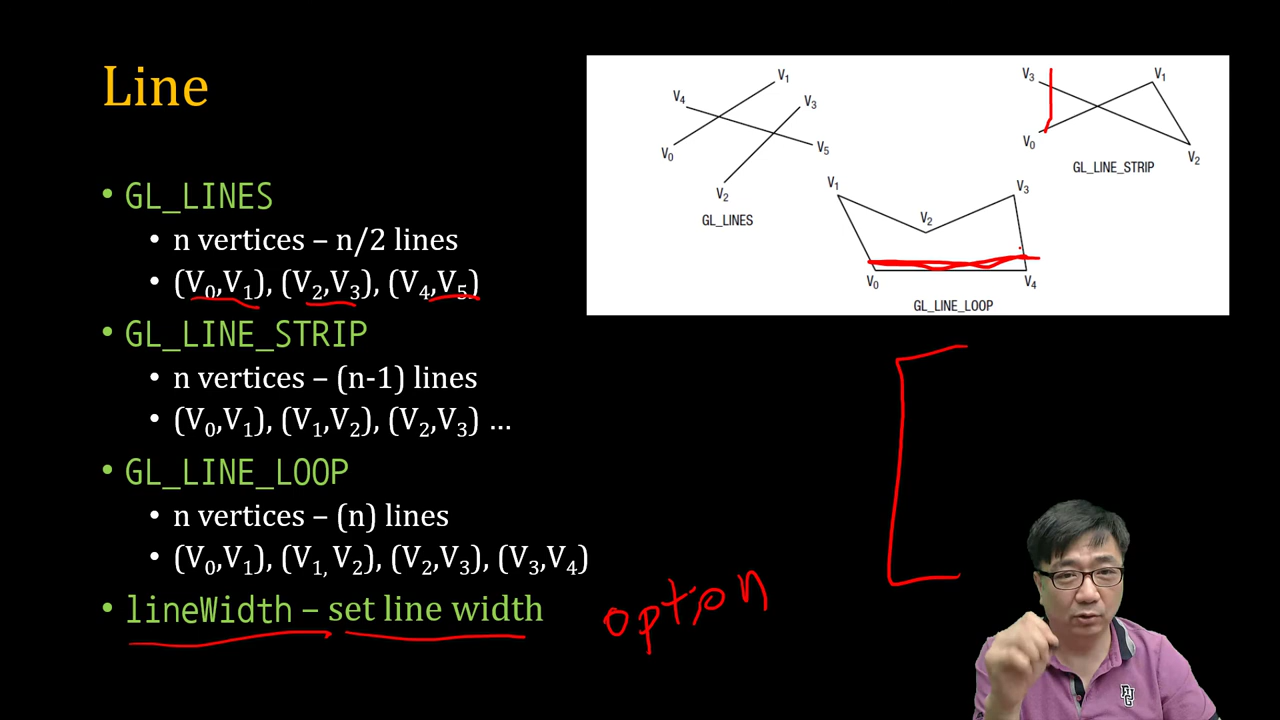 Line
• GL_LINES
• n vertices – n/2 lines
• (V0,V1), (V2,V3), (V4,V5)
• GL_LINE_STRIP
• n vertices – (n-1) lines
• (V0,V1), (V1,V2), (V2,V3) ...
• GL_LINE_LOOP
• n vertices – (n) lines
• (V0,V1), (V1, V2), (V2,V3), (V3,V4)
• lineWidth – set line width
option
V1
V4
V3
V0
V5
V2
GL_LINES
V3
V1
V0
V2
GL_LINE_STRIP
V1
V3
V2
V0
V4
GL_LINE_LOOP